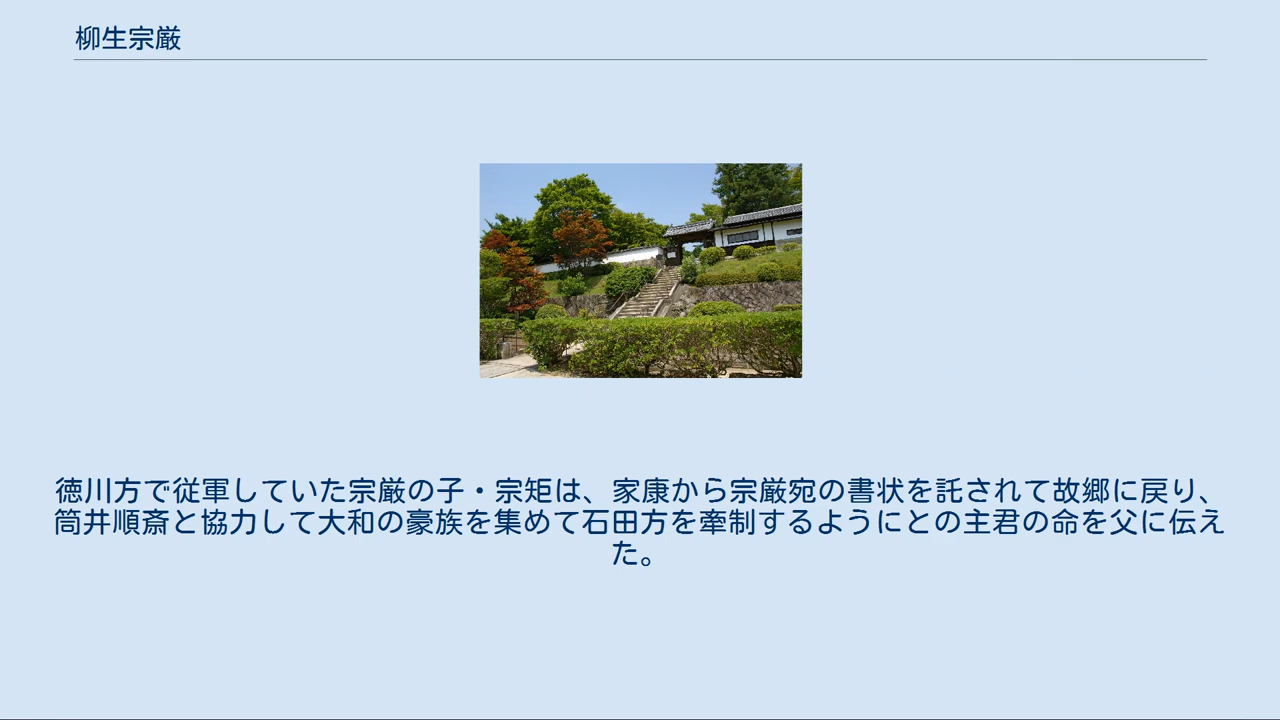 柳生宗厳
徳川方で従軍していた宗厳の子・宗矩は、家康から宗厳宛の書状を託されて故郷に戻り、
筒井順斎と協力して大和の豪族を集めて石田方を牽制するようにとの主君の命を父に伝え
た。